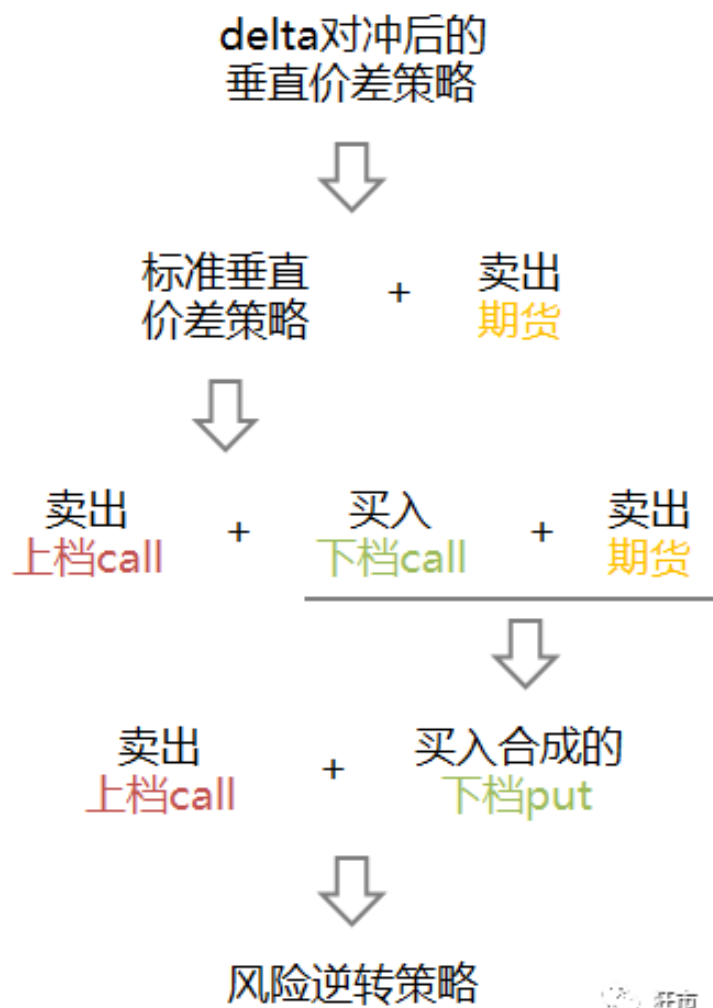 delta对冲后的
垂直价差策略
标准垂直 + 卖出
价差策略 期货
卖出 + 买入 + 卖出
上档call 下档call 期货
卖出 + 买入合成的
上档call 下档put
风险逆转策略